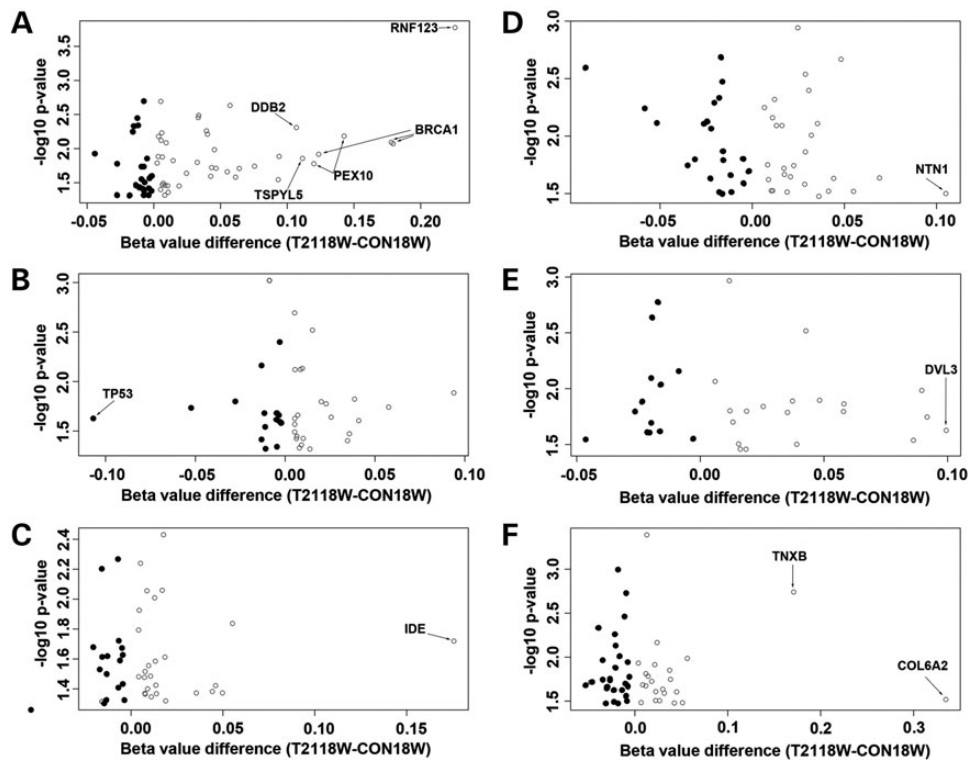 A
RNF123
DDB2
BRCA1
PEX10
TSPYL5
-log10 p-value
1.5 2.0 2.5 3.0 3.5
-0.05 0.00 0.05 0.10 0.15 0.20
Beta value difference (T2118W-CON18W)
D
NTN1
-log10 p-value
1.5 2.0 2.5 3.0
-0.05 0.00 0.05 0.10
Beta value difference (T2118W-CON18W)
B
TP53
-log10 p-value
1.5 2.0 2.5 3.0
-0.10 -0.05 0.00 0.05
Beta value difference (T2118W-CON18W)
E
DVL3
-log10 p-value
1.5 2.0 2.5 3.0
-0.05 0.00 0.05 0.10
Beta value difference (T2118W-CON18W)
C
IDE
-log10 p-value
1.4 1.6 1.8 2.0 2.2 2.4
0.00 0.05 0.10 0.15
Beta value difference (T2118W-CON18W)
F
TNXB
COL6A2
-log10 p-value
1.5 2.0 2.5 3.0
0.0 0.1 0.2 0.3
Beta value difference (T2118W-CON18W)